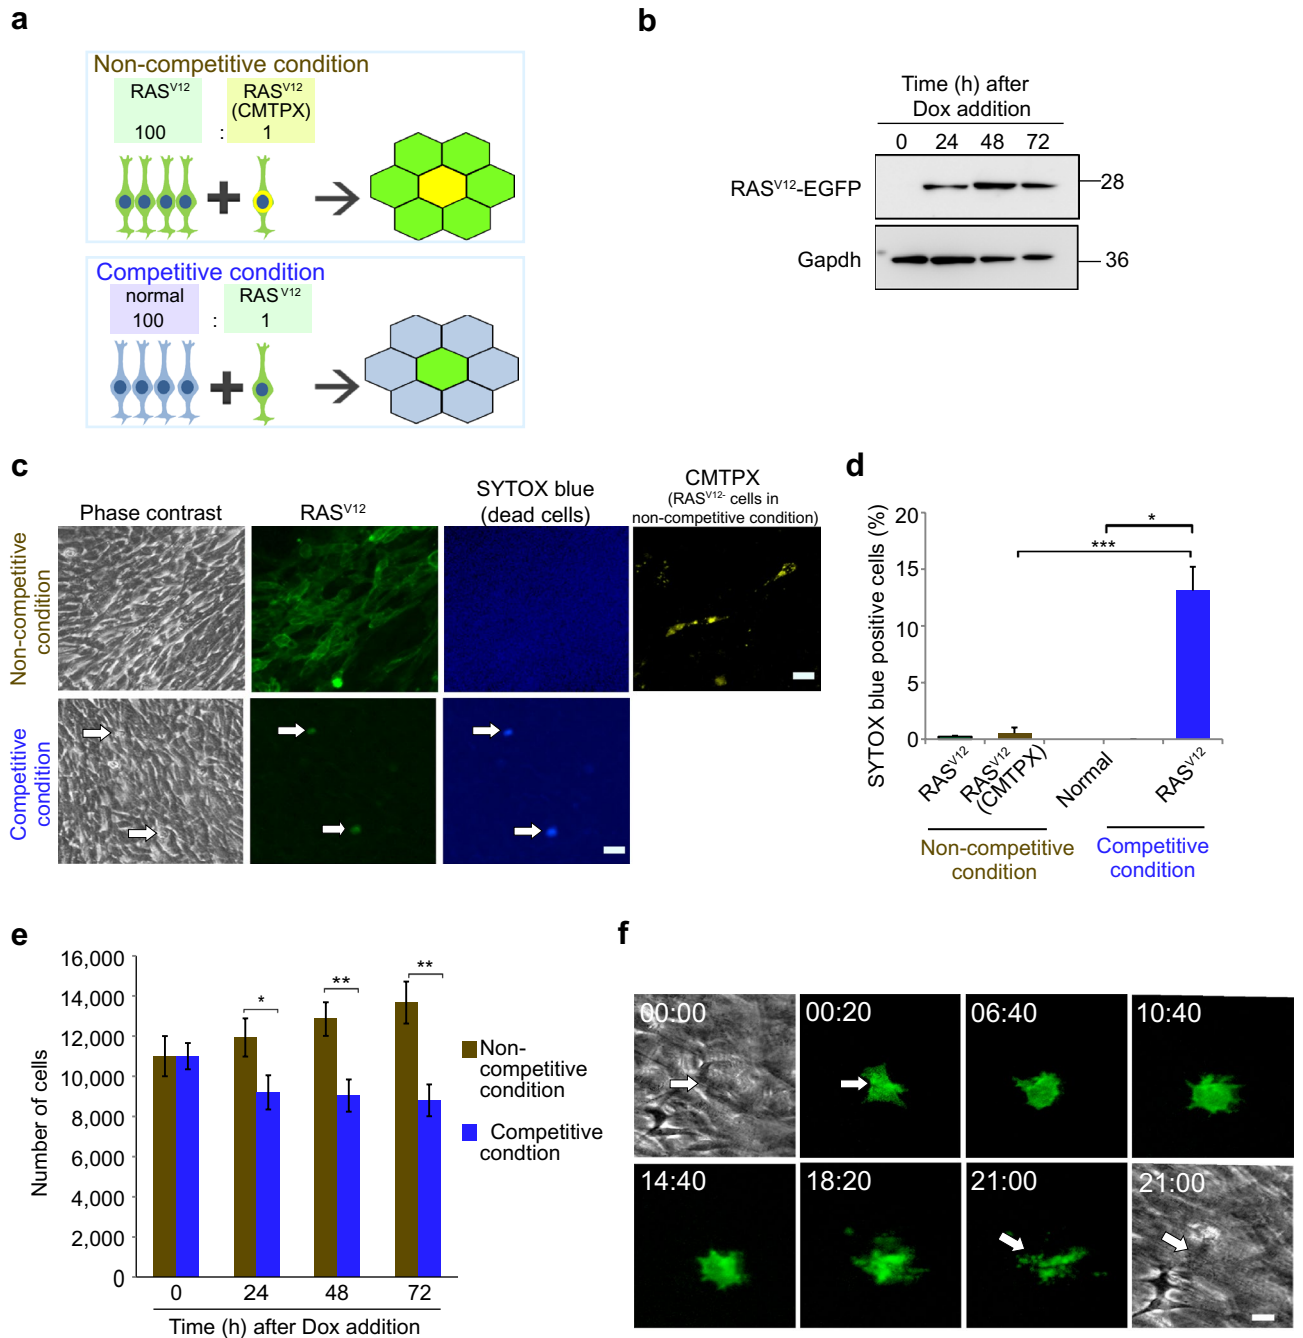 a
Non-competitive condition
RASV12
RASV12
(CMTPX)
100 : 1
Competitive condition
normal
RASV12
100 : 1
b
Time (h) after
Dox addition
0 24 48 72
RASV12-EGFP
28
Gapdh
36
c
Phase contrast
RASV12
SYTOX blue
(dead cells)
CMTPX
(RASV12- cells in
non-competitive condition)
Non-competitive
condition
Competitive
condition
d
SYTOX blue positive cells (%)
20
15
10
5
0
*
***
RASV12
RASV12
(CMTPX)
Normal
RASV12
Non-competitive
condition
Competitive
condition
e
Number of cells
16,000
14,000
12,000
10,000
8,000
6,000
4,000
2,000
0
*
**
**
0 24 48 72
Time (h) after Dox addition
Non-
competitive
condition
Competitive
condtion
f
00:00
00:20
06:40
10:40
14:40
18:20
21:00
21:00